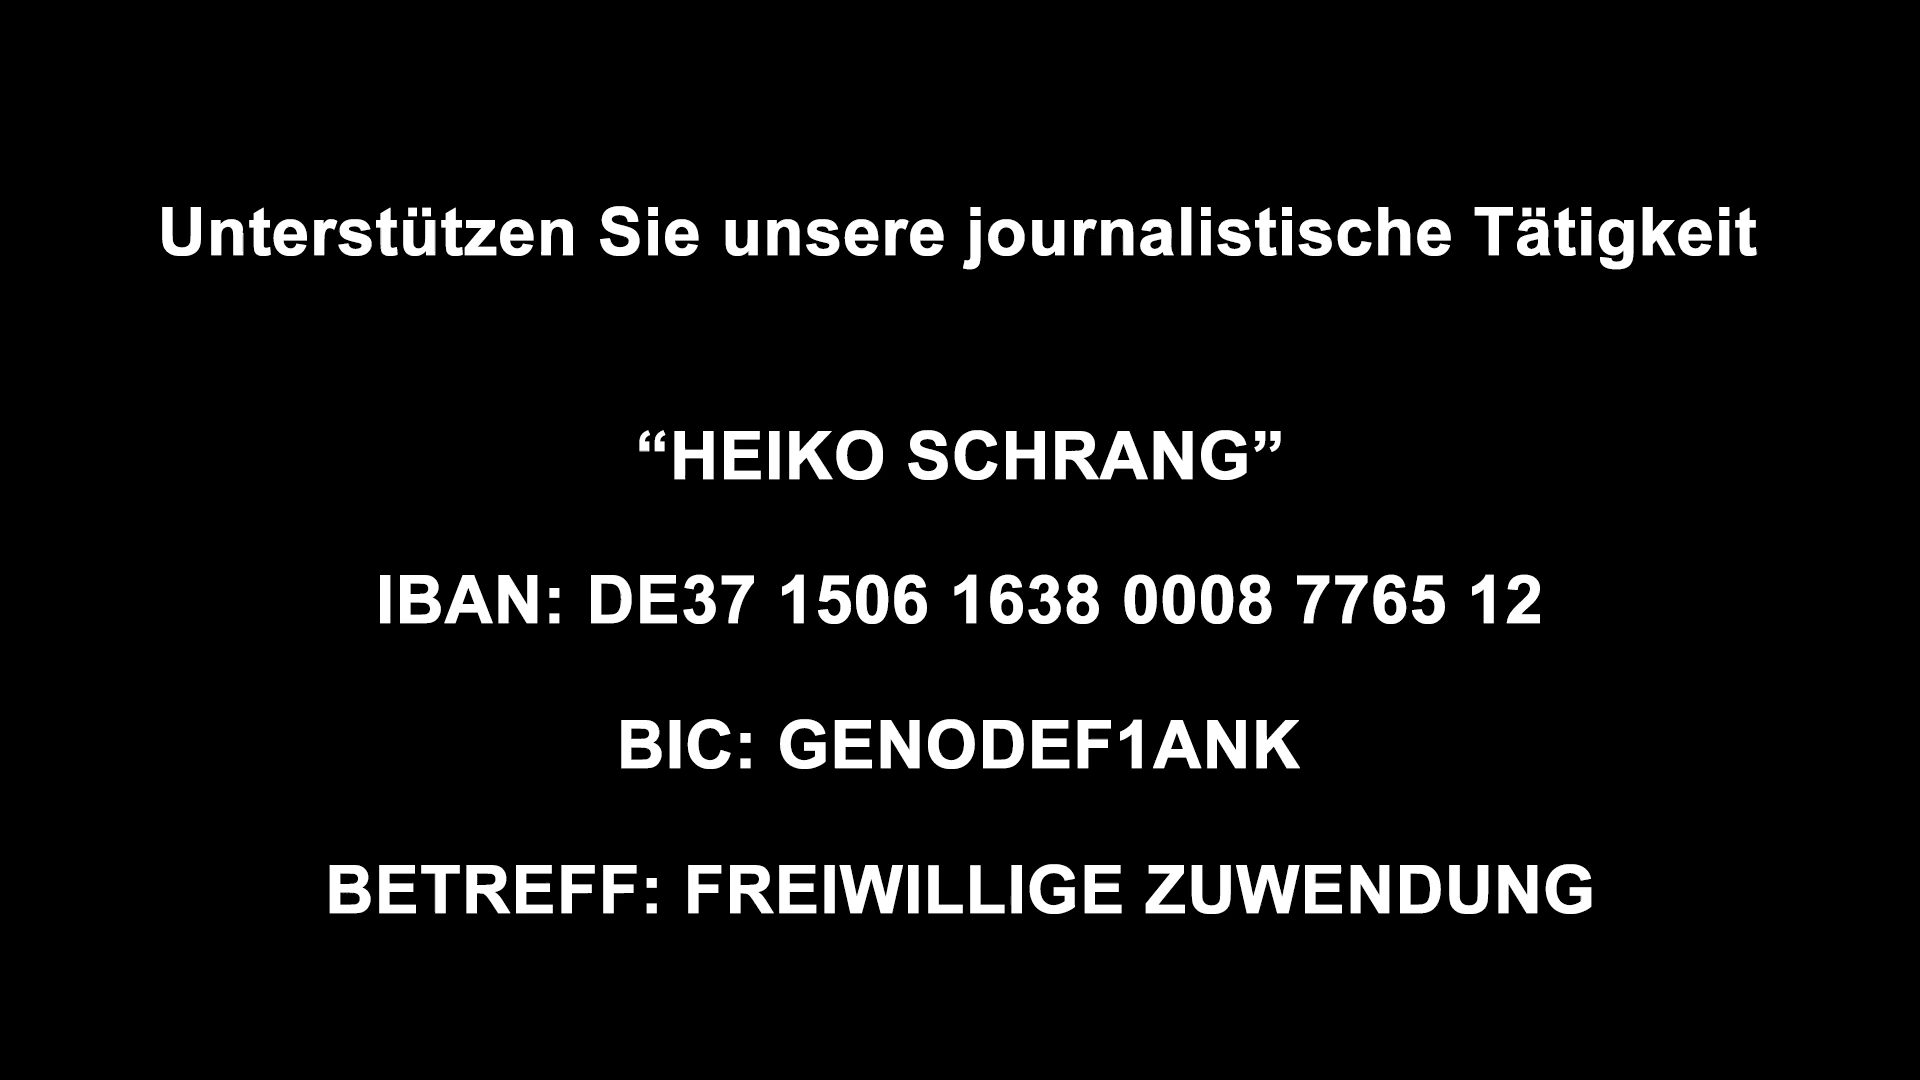 Unterstützen Sie unsere journalistische Tätigkeit
“HEIKO SCHRANG”
IBAN: DE37 1506 1638 0008 7765 12
BIC: GENODEF1ANK
BETREFF: FREIWILLIGE ZUWENDUNG